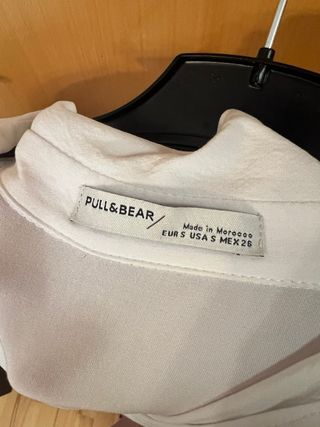 PULL&BEAR
Made in Morocco
EUR S USA S MEX 26